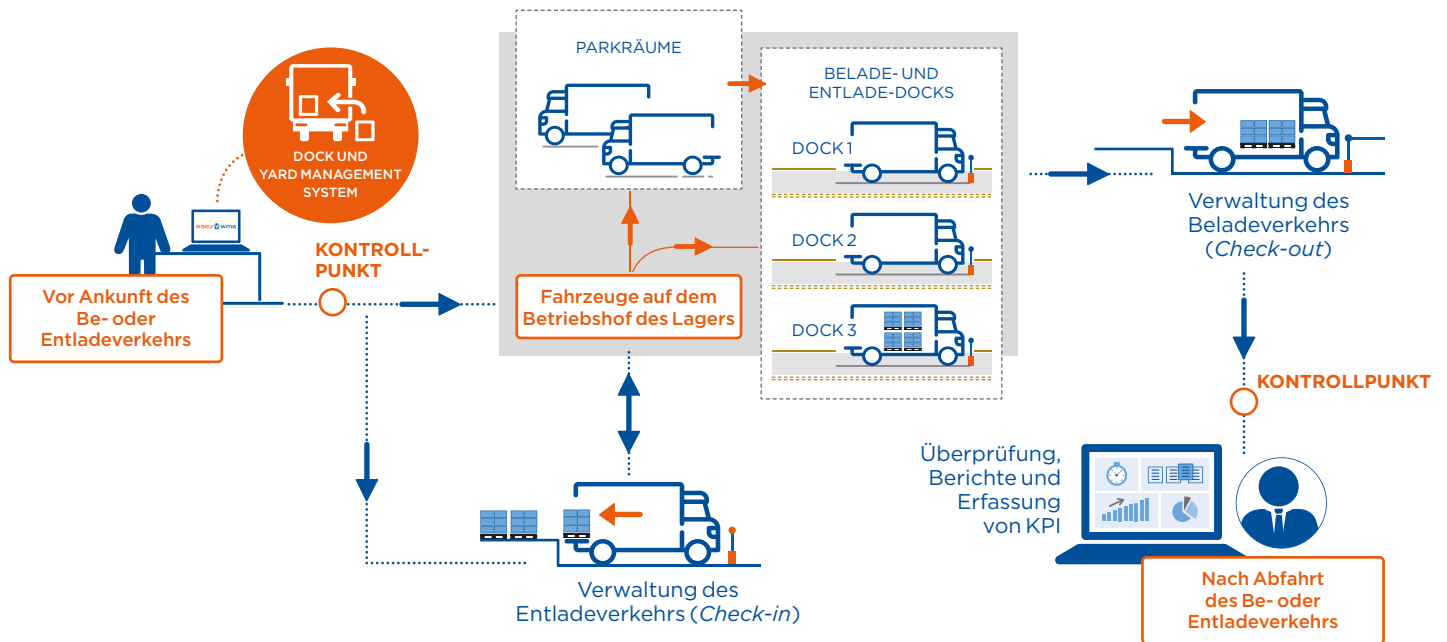 DOCK UND
YARD MANAGEMENT
SYSTEM
easy wms
KONTROLL-
PUNKT
Vor Ankunft des
Be- oder
Entladeverkehrs
PARKRÄUME
Fahrzeuge auf dem
Betriebshof des Lagers
BELADE- UND
ENTLADE-DOCKS
DOCK 1
DOCK 2
DOCK 3
Verwaltung des
Entladeverkehrs (Check-in)
Verwaltung des
Beladeverkehrs
(Check-out)
KONTROLLPUNKT
Überprüfung,
Berichte und
Erfassung
von KPI
Nach Abfahrt
des Be- oder
Entladeverkehrs